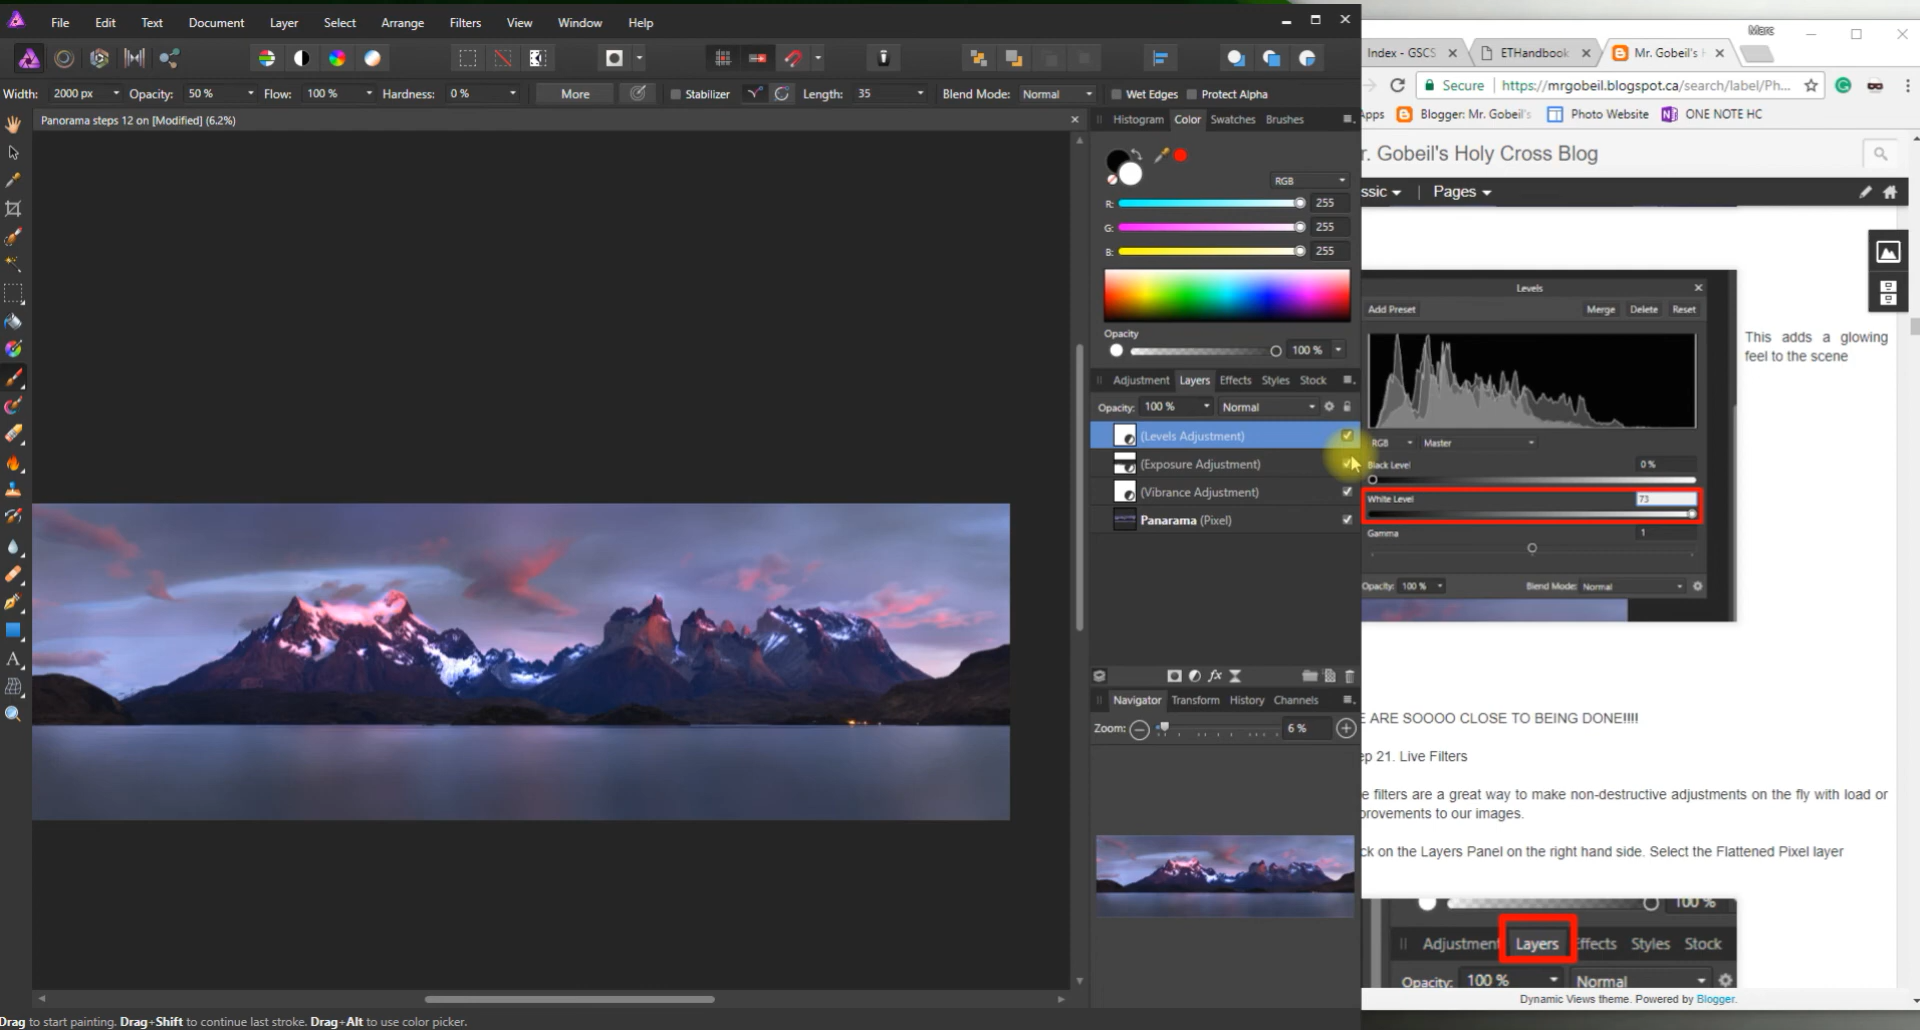 File Edit Text Document Layer Select Arrange Filters View Window Help
Width: 2000 px Opacity: 50 % Flow: 100 % Hardness: 0 % More Stabilizer Length: 35 Blend Mode: Normal Wet Edges Protect Alpha
Panorama steps 12 on [Modified] (6.2%)
Histogram Color Swatches Brushes
RGB
R: 255
G: 255
B: 255
Opacity
100 %
Adjustment Layers Effects Styles Stock
Opacity: 100 % Normal
(Levels Adjustment)
(Exposure Adjustment)
(Vibrance Adjustment)
Panarama (Pixel)
Navigator Transform History Channels
Zoom: 6 %
Drag to start painting. Drag+Shift to continue last stroke. Drag+Alt to use color picker.
Marc
Index - GSCS ETHandbook Mr. Gobeil's H
Secure https://mrgobeil.blogspot.ca/search/label/Ph...
Apps Blogger: Mr. Gobeil's Photo Website ONE NOTE HC
r. Gobeil's Holy Cross Blog
ssic | Pages
Levels
Add Preset Merge Delete Reset
RGB Master
Black Level 0 %
White Level 73
Gamma 1
Opacity: 100 % Blend Mode: Normal
This adds a glowing
feel to the scene
E ARE SOOOO CLOSE TO BEING DONE!!!!
ep 21. Live Filters
e filters are a great way to make non-destructive adjustments on the fly with load or
provements to our images.
ck on the Layers Panel on the right hand side. Select the Flattened Pixel layer
100 %
Adjustment Layers Effects Styles Stock
Opacity: 100 % Normal
Dynamic Views theme. Powered by Blogger.